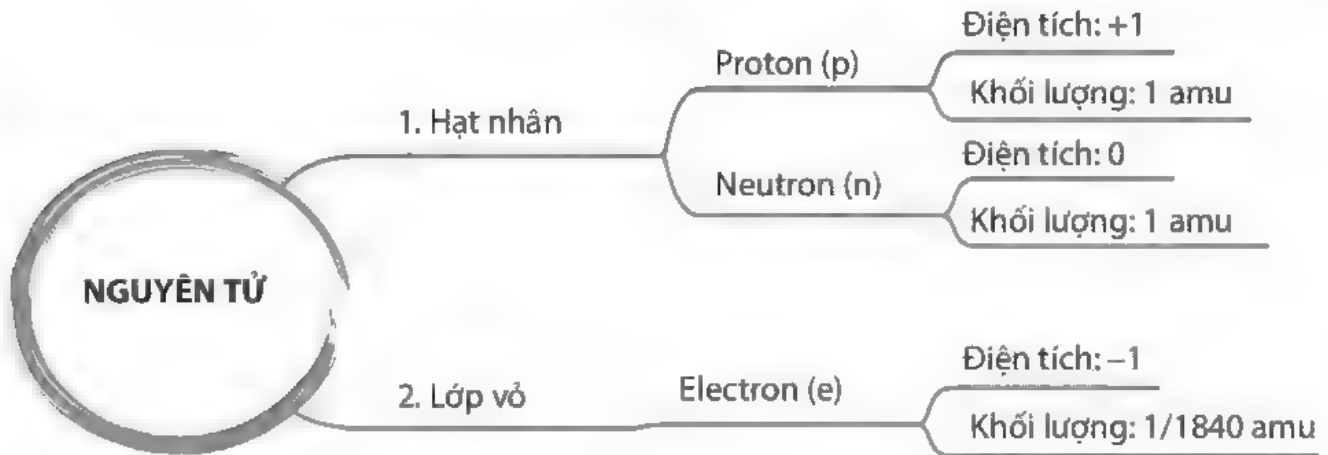 NGUYÊN TỬ
1. Hạt nhân
Proton (p)
Điện tích: +1
Khối lượng: 1 amu
Neutron (n)
Điện tích: 0
Khối lượng: 1 amu
2. Lớp vỏ
Electron (e)
Điện tích: –1
Khối lượng: 1/1840 amu